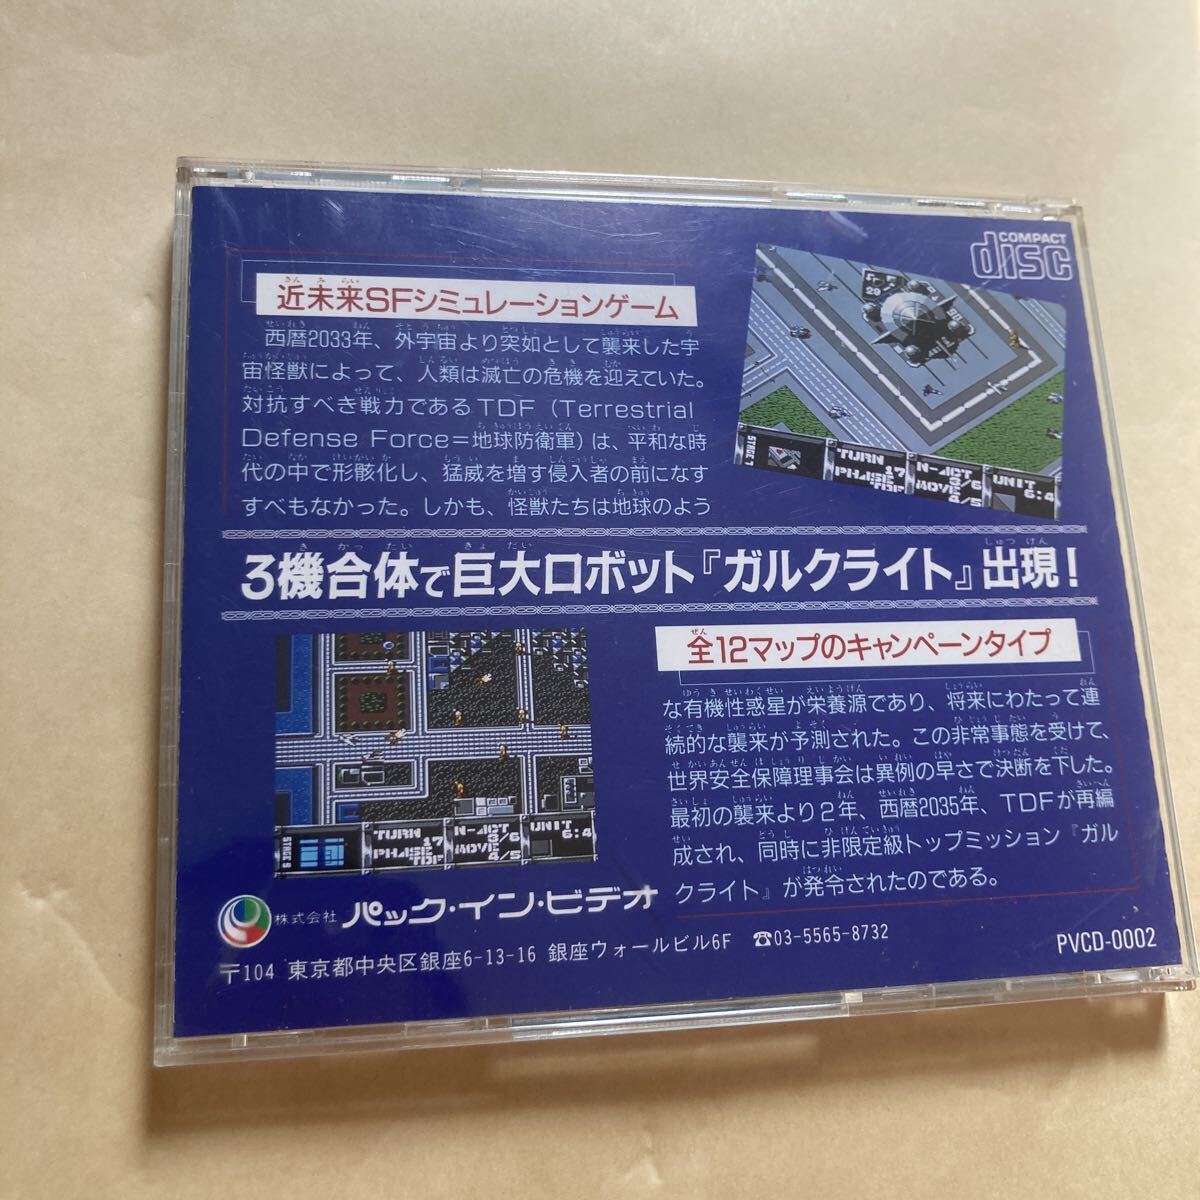 COMPACT
disc
近未来SFシミュレーションゲーム
西暦2033年、外宇宙より突如として襲来した宇
宙怪獣によって、人類は滅亡の危機を迎えていた。
対抗すべき戦力であるTDF（Terrestrial
Defense Force＝地球防衛軍）は、平和な時
代の中で形骸化し、猛威を増す侵入者の前になす
すべもなかった。しかも、怪獣たちは地球のよう
STAGE 7
TURN 17
PHASE TDF
N-ACT 3/6
MOVE 6/5
UNIT 6:4
3機合体で巨大ロボット『ガルクライト』出現！
全12マップのキャンペーンタイプ
な有機性惑星が栄養源であり、将来にわたって連
続的な襲来が予測された。この非常事態を受けて、
世界安全保障理事会は異例の早さで決断を下した。
最初の襲来より2年、西暦2035年、TDFが再編
成され、同時に非限定級トップミッション『ガル
クライト』が発令されたのである。
TURN 17
PHASE TDF
N-ACT 3/6
MOVE 4/5
UNIT 6:4
株式会社 パック・イン・ビデオ
〒104 東京都中央区銀座6-13-16 銀座ウォールビル6F ☎03-5565-8732
PVCD-0002